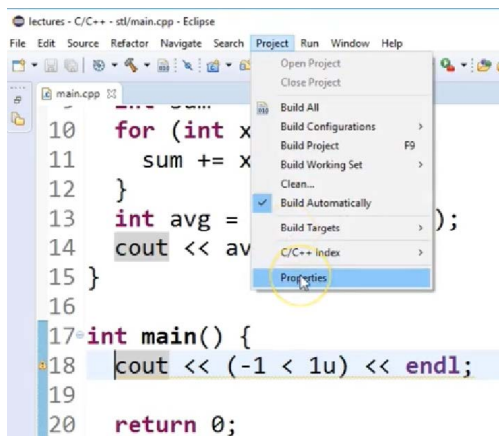 lectures - C/C++ - stl/main.cpp - Eclipse
File Edit Source Refactor Navigate Search Project Run Window Help
Open Project
Close Project
Build All
Build Configurations
Build Project F9
Build Working Set
Clean...
Build Automatically
Build Targets
C/C++ Index
Properties
main.cpp
9
10 for (int x
11 sum += x
12 }
13 int avg = );
14 cout << av
15 }
16
17 int main() {
18 cout << (-1 < 1u) << endl;
19
20 return 0;